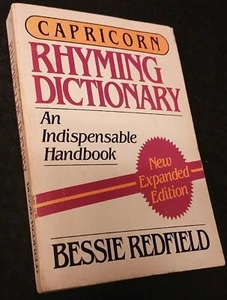 CAPRICORN
RHYMING
DICTIONARY
An
Indispensable
Handbook
New
Expanded
Edition
BESSIE REDFIELD